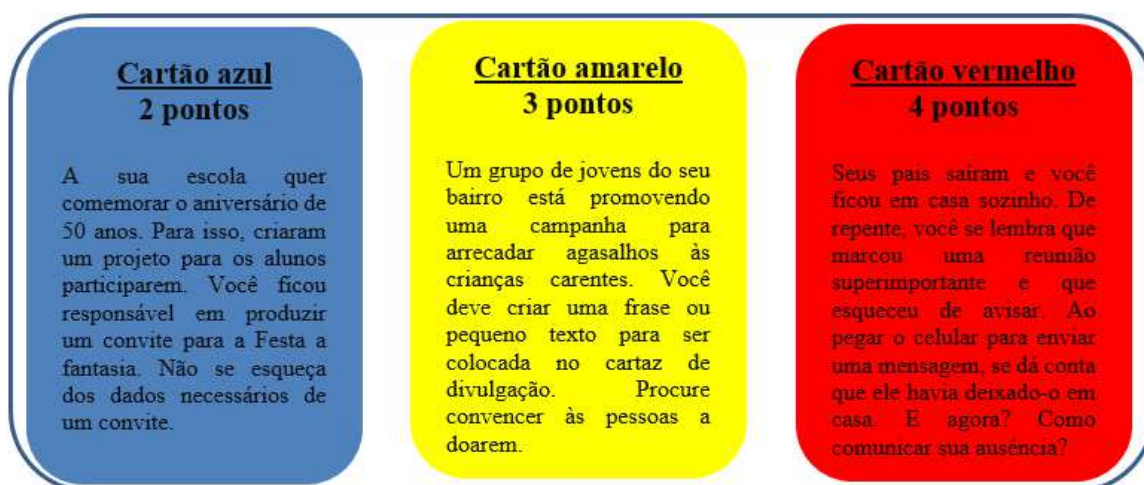 Cartão azul
2 pontos
A sua escola quer
comemorar o aniversário de
50 anos. Para isso, criaram
um projeto para os alunos
participarem. Você ficou
responsável em produzir
um convite para a Festa a
fantasia. Não se esqueça
dos dados necessários de
um convite.
Cartão amarelo
3 pontos
Um grupo de jovens do seu
bairro está promovendo
uma campanha para
arrecadar agasalhos às
crianças carentes. Você
deve criar uma frase ou
pequeno texto para ser
colocada no cartaz de
divulgação. Procure
convencer às pessoas a
doarem.
Cartão vermelho
4 pontos
Seus pais saíram e você
ficou em casa sozinho. De
repente, você se lembra que
marcou uma reunião
superimportante e que
esqueceu de avisar. Ao
pegar o celular para enviar
uma mensagem, se dá conta
que ele havia deixado-o em
casa. E agora? Como
comunicar sua ausência?